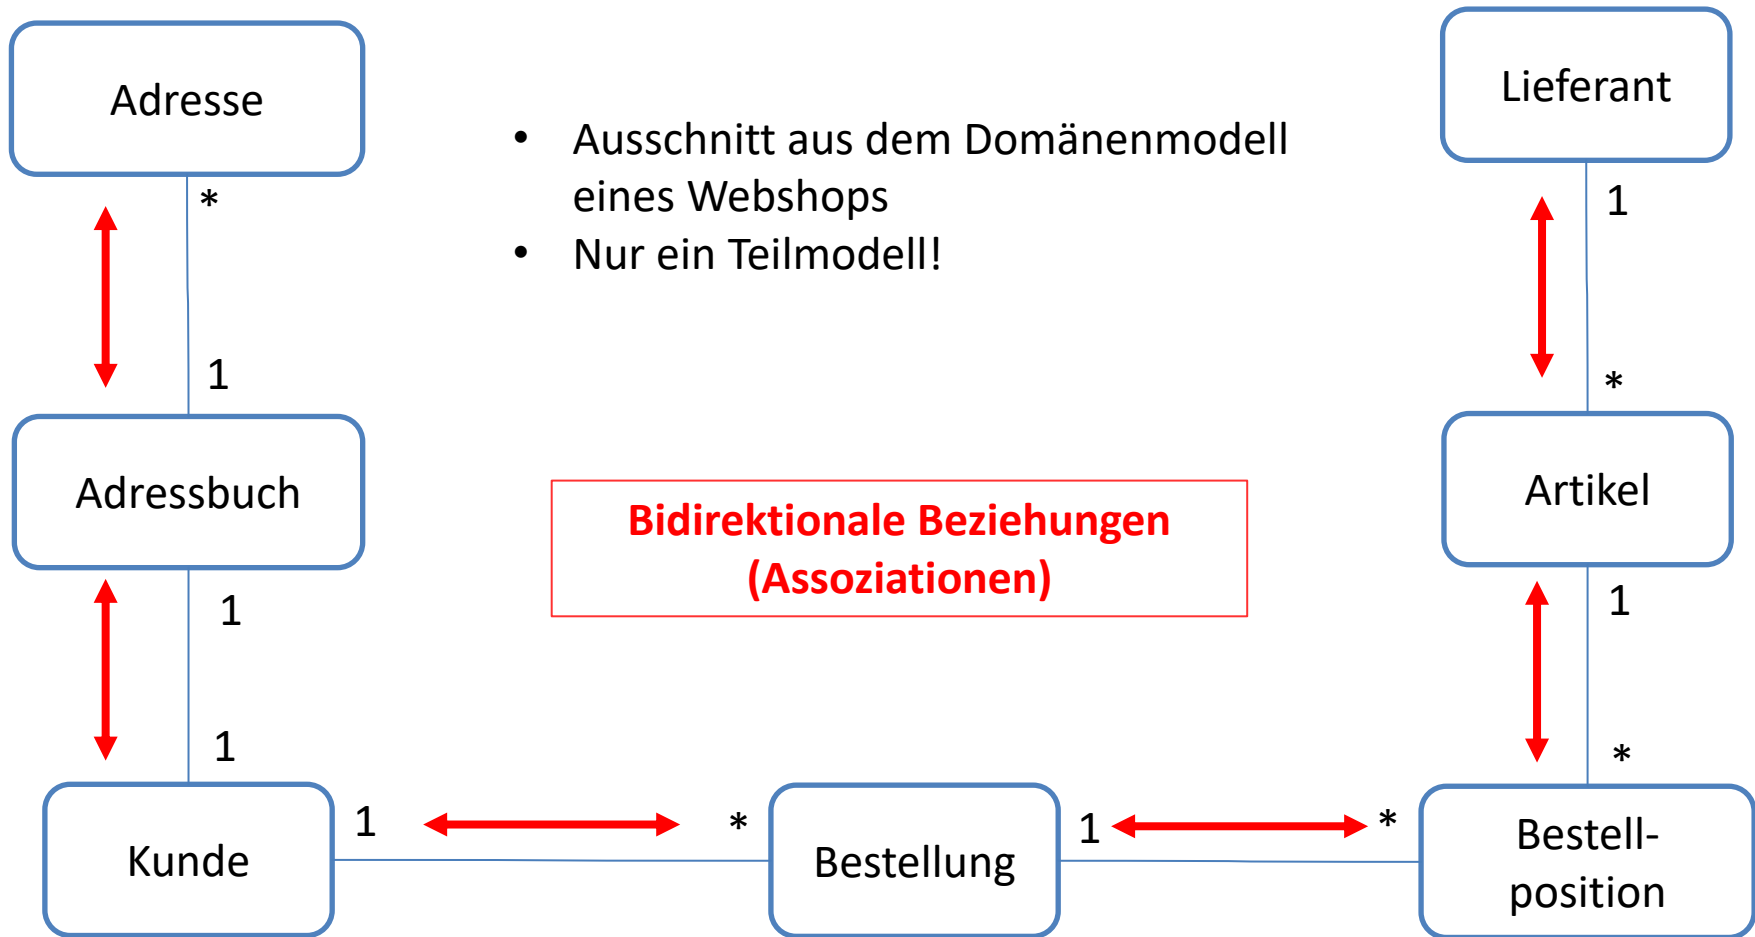 Adresse
Lieferant
• Ausschnitt aus dem Domänenmodell
eines Webshops
• Nur ein Teilmodell!
*
1
1
*
Adressbuch
Artikel
Bidirektionale Beziehungen
(Assoziationen)
1
1
1
*
Kunde
1
*
Bestellung
1
*
Bestell-
position